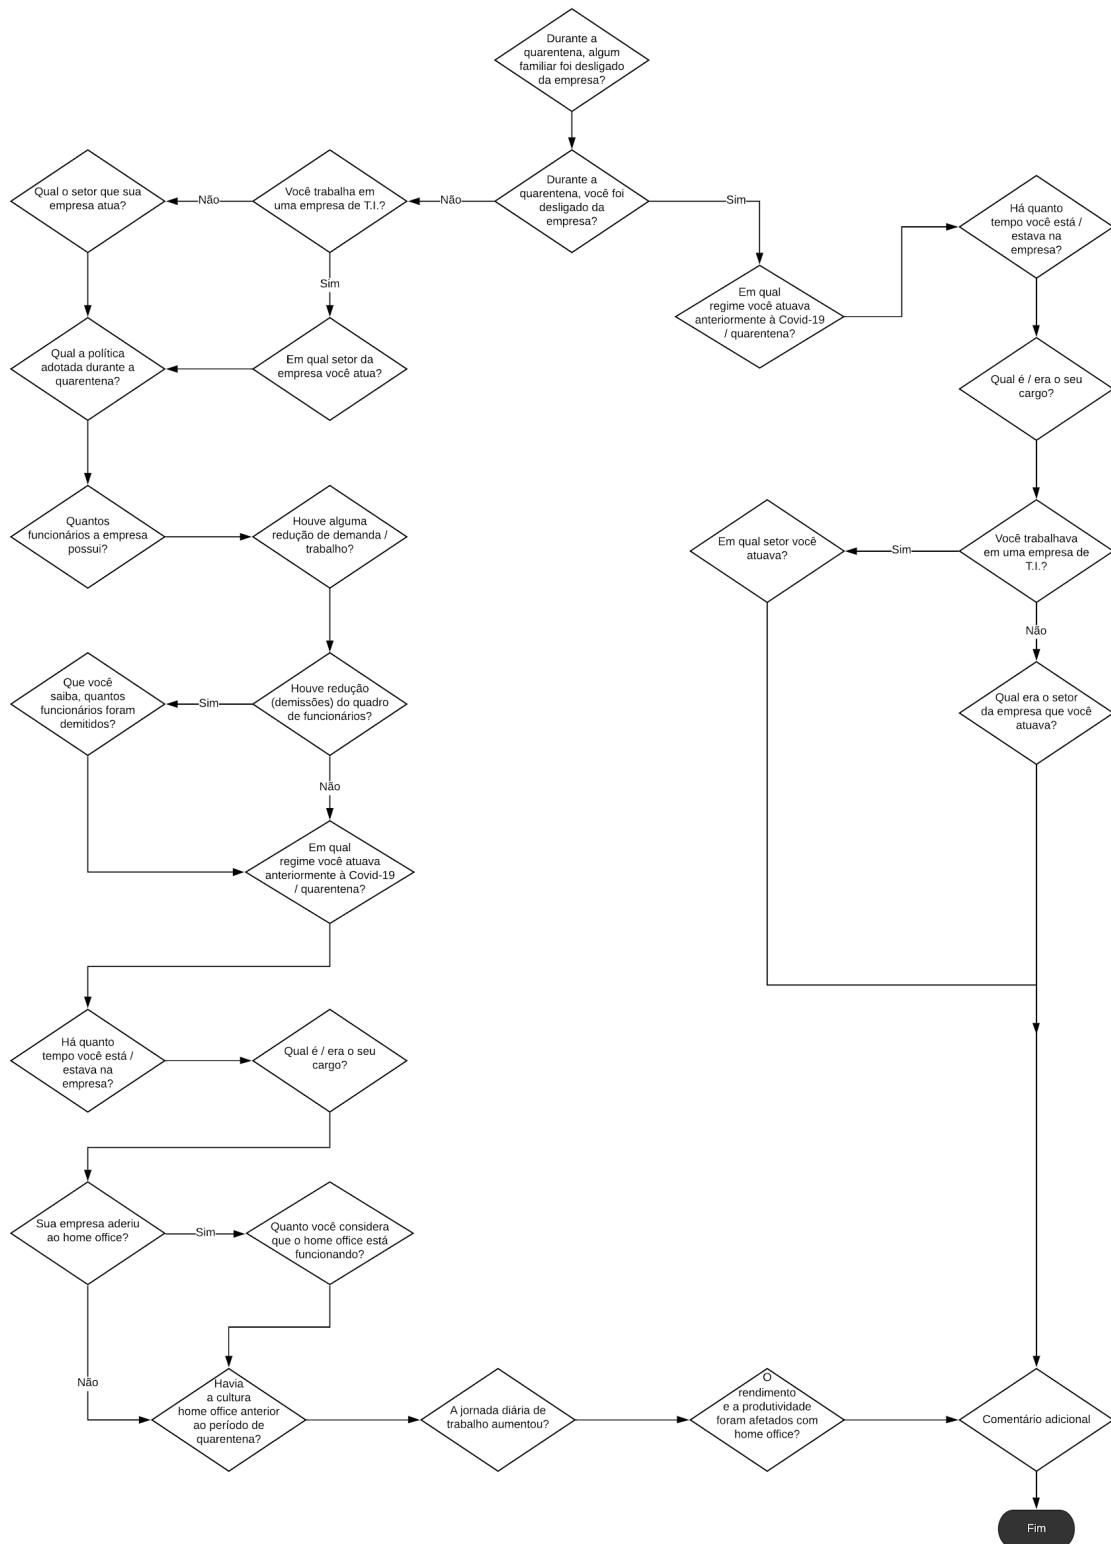 Durante a
quarentena, algum
familiar foi desligado
da empresa?
Durante a
quarentena, você foi
desligado da
empresa?
Não
Sim
Você trabalha em
uma empresa de T.I.?
Não
Sim
Qual o setor que sua
empresa atua?
Em qual setor da
empresa você atua?
Qual a política
adotada durante a
quarentena?
Quantos
funcionários a empresa
possui?
Houve alguma
redução de demanda /
trabalho?
Houve redução
(demissões) do quadro
de funcionários?
Sim
Não
Que você
saiba, quantos
funcionários foram
demitidos?
Em qual
regime você atuava
anteriormente à Covid-19
/ quarentena?
Há quanto
tempo você está /
estava na
empresa?
Qual é / era o seu
cargo?
Sua empresa aderiu
ao home office?
Sim
Não
Quanto você considera
que o home office está
funcionando?
Havia
a cultura
home office anterior
ao período de
quarentena?
A jornada diária de
trabalho aumentou?
O
rendimento
e a produtividade
foram afetados com
home office?
Em qual
regime você atuava
anteriormente à Covid-19
/ quarentena?
Há quanto
tempo você está /
estava na
empresa?
Qual é / era o seu
cargo?
Você trabalhava
em uma empresa de
T.I.?
Sim
Não
Em qual setor você
atuava?
Qual era o setor
da empresa que você
atuava?
Comentário adicional
Fim